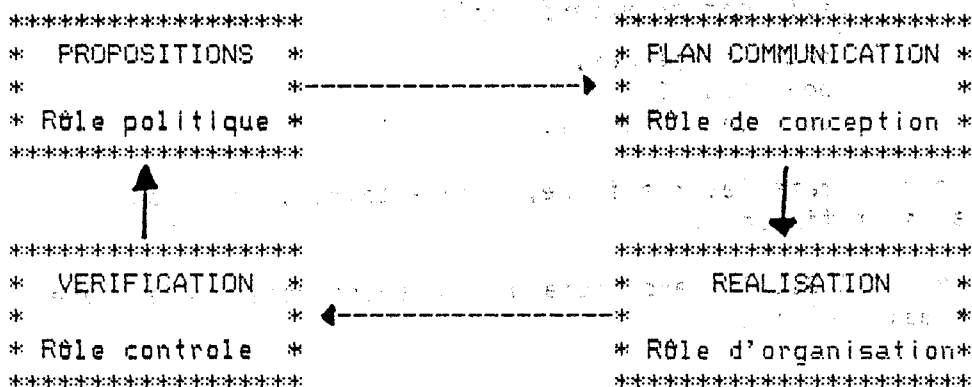 PROPOSITIONS
Rôle politique
PLAN COMMUNICATION
Rôle de conception
VERIFICATION
Rôle controle
REALISATION
Rôle d'organisation